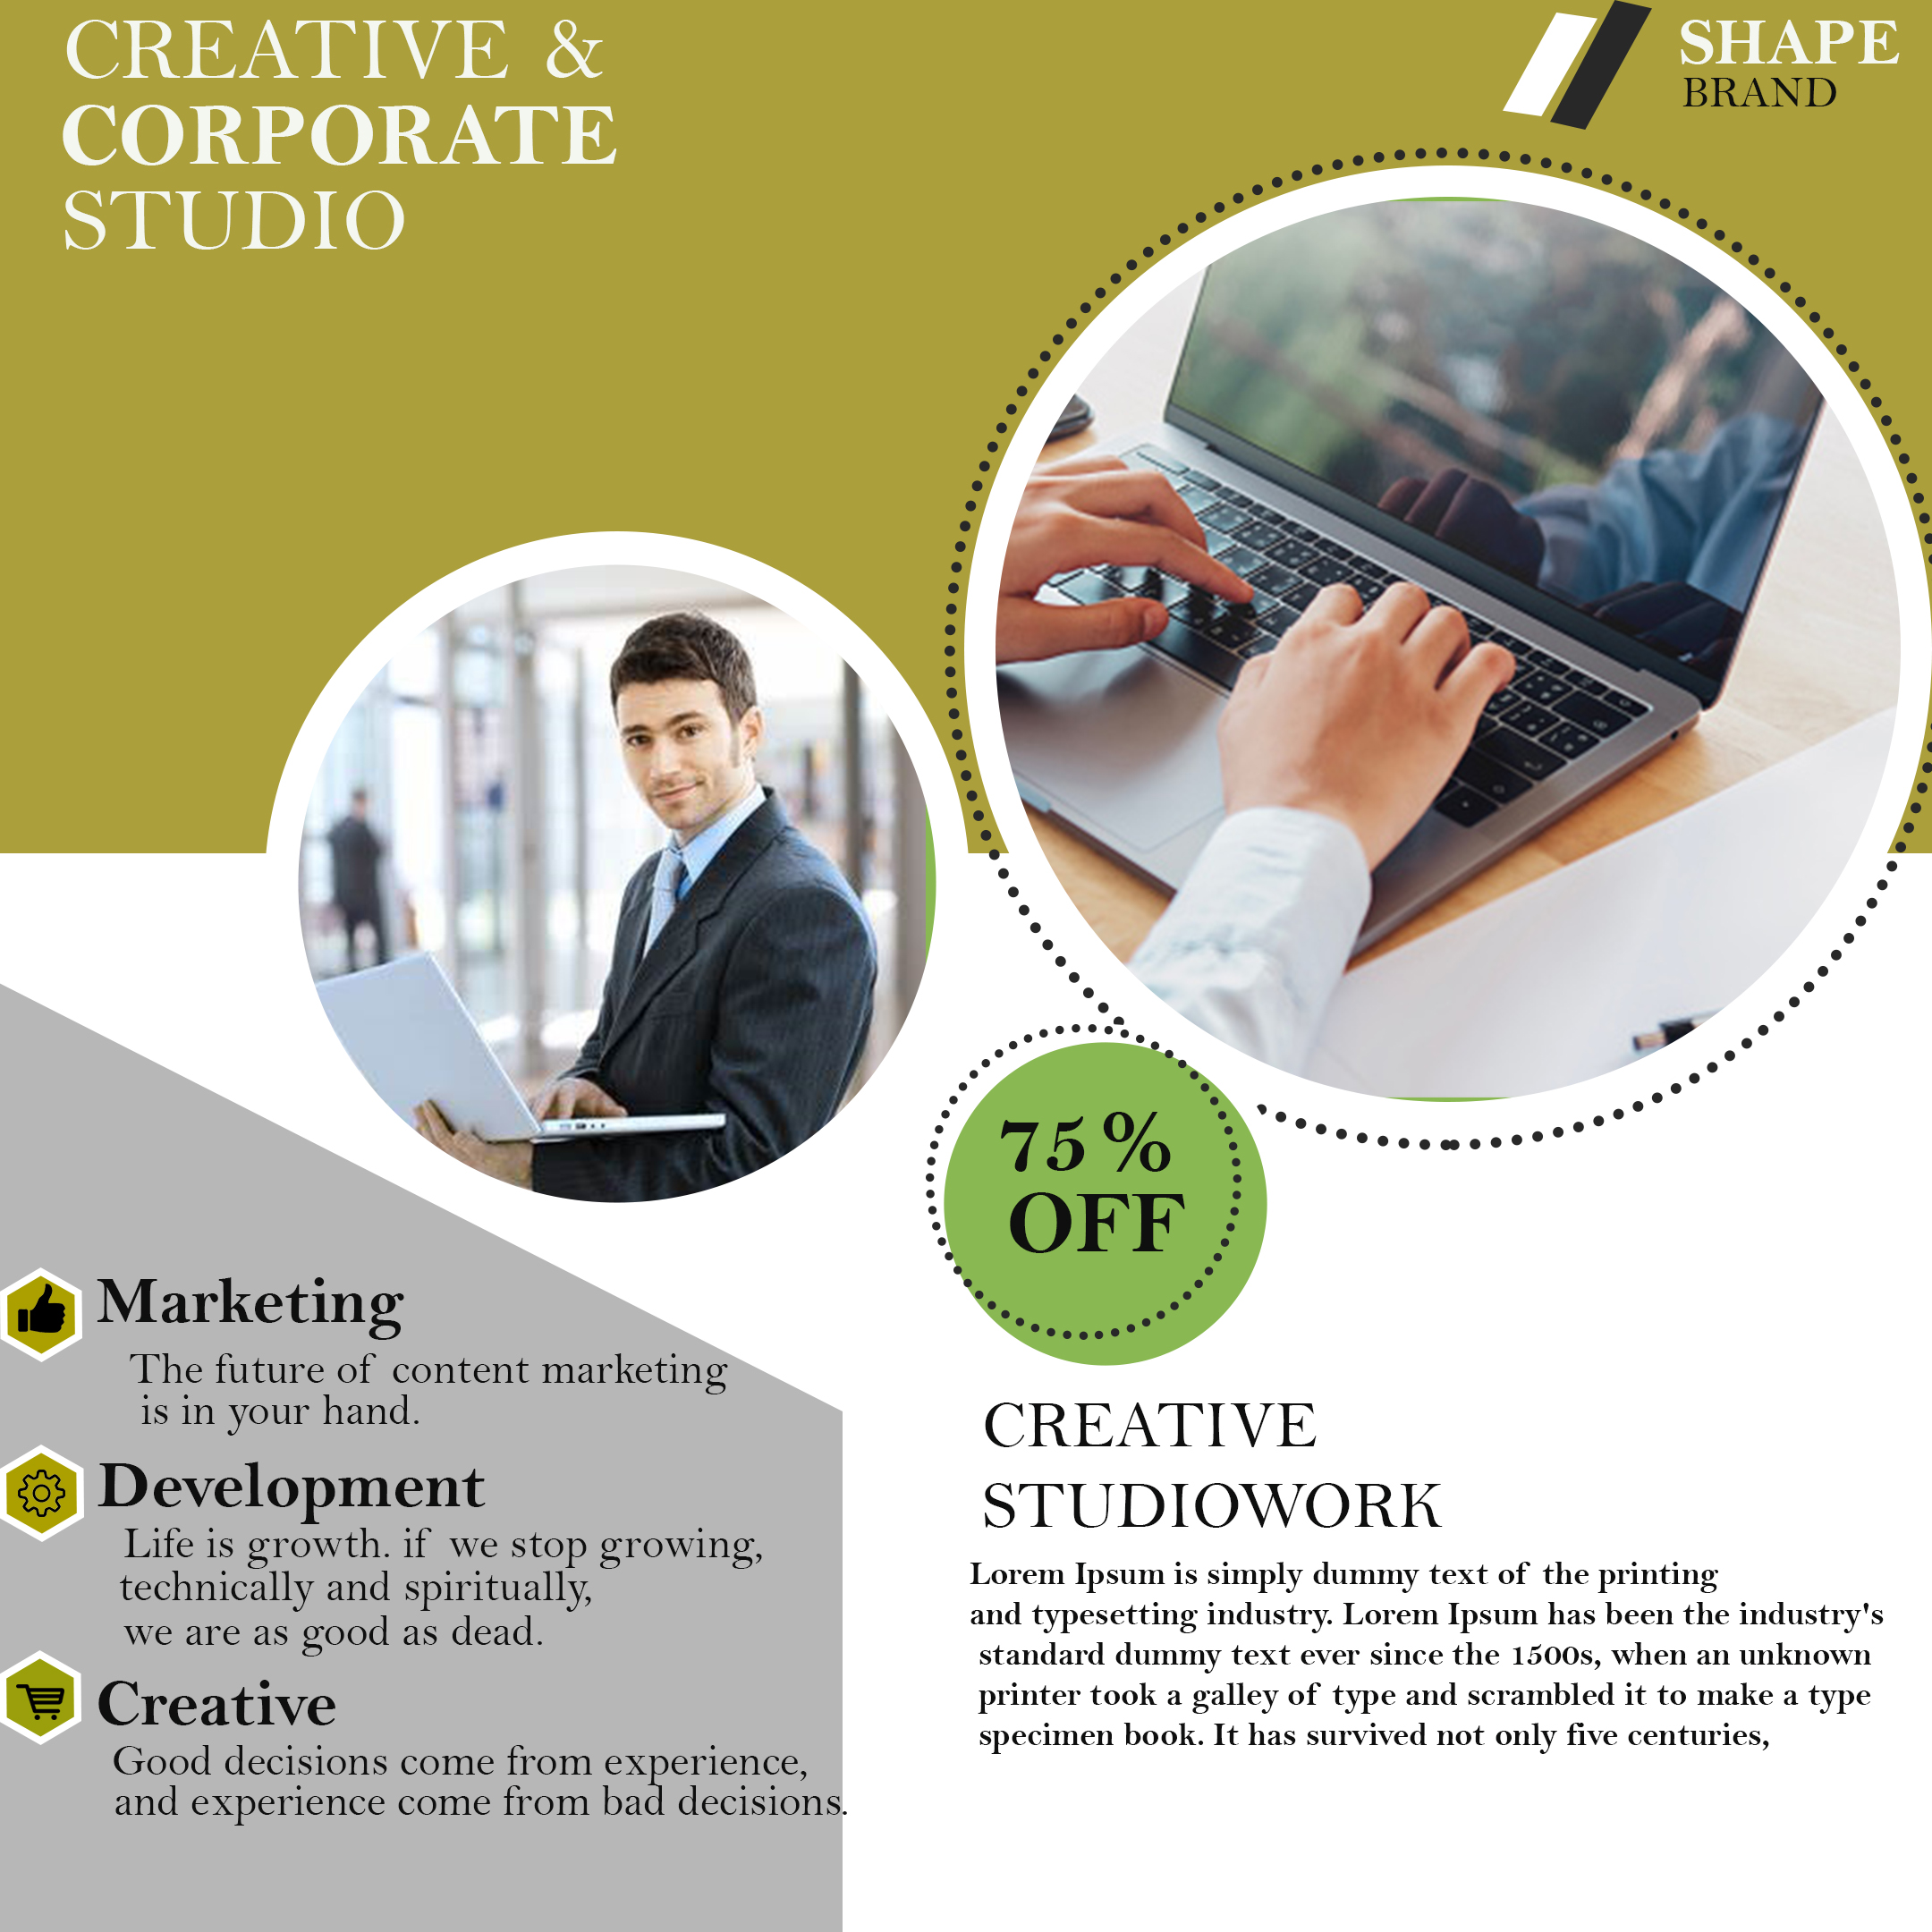 CREATIVE &
CORPORATE
STUDIO
SHAPE
BRAND
75%
OFF
Marketing
The future of content marketing
is in your hand.
Development
Life is growth. if we stop growing,
technically and spiritually,
we are as good as dead.
Creative
Good decisions come from experience,
and experience come from bad decisions.
CREATIVE
STUDIOWORK
Lorem Ipsum is simply dummy text of the printing
and typesetting industry. Lorem Ipsum has been the industry's
standard dummy text ever since the 1500s, when an unknown
printer took a galley of type and scrambled it to make a type
specimen book. It has survived not only five centuries,